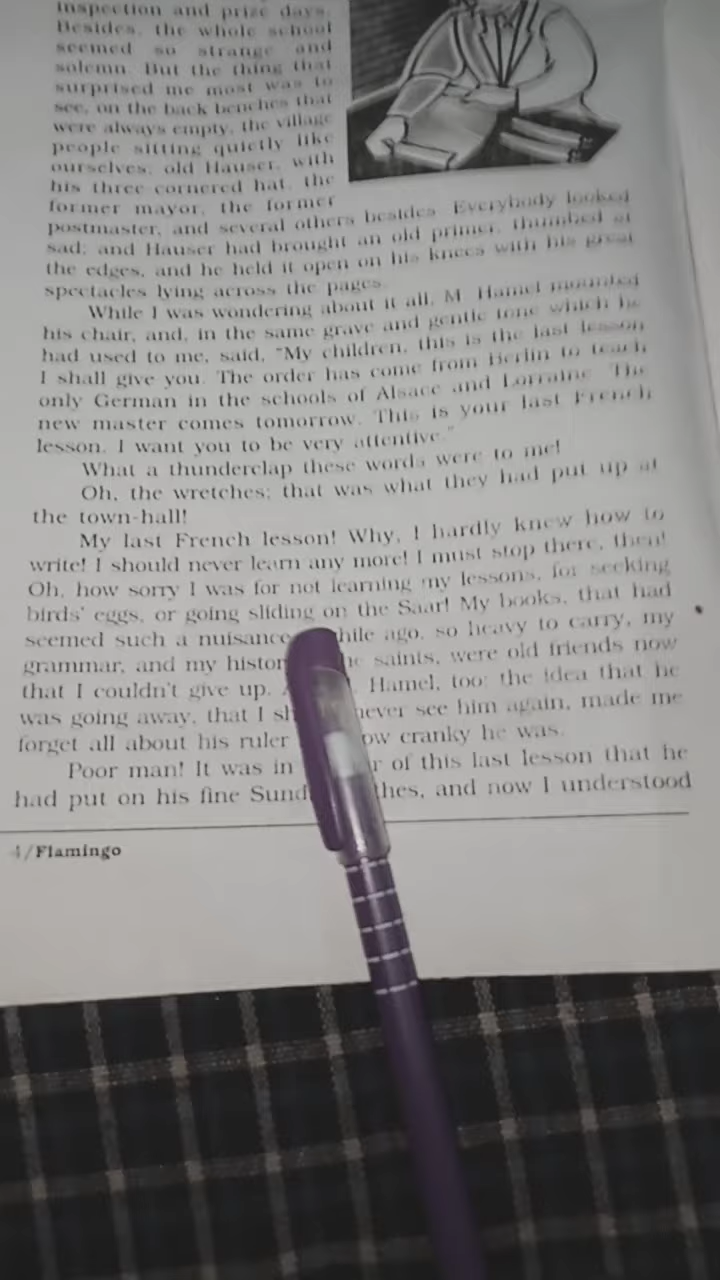 inspection and prize days.
Besides, the whole school
seemed so strange and
solemn. But the thing that
surprised me most was to
see, on the back benches that
were always empty, the village
people sitting quietly like
ourselves; old Hauser, with
his three cornered hat, the
former mayor, the former
postmaster, and several others besides. Everybody looked
sad; and Hauser had brought an old primer, thumbed at
the edges, and he held it open on his knees with his great
spectacles lying across the pages.
While I was wondering about it all, M. Hamel mounted
his chair, and, in the same grave and gentle tone which he
had used to me, said, "My children, this is the last lesson
I shall give you. The order has come from Berlin to teach
only German in the schools of Alsace and Lorraine. The
new master comes tomorrow. This is your last French
lesson. I want you to be very attentive."
What a thunderclap these words were to me!
Oh, the wretches; that was what they had put up at
the town-hall!
My last French lesson! Why, I hardly knew how to
write! I should never learn any more! I must stop there, then!
Oh, how sorry I was for not learning my lessons, for seeking
birds' eggs, or going sliding on the Saar! My books, that had
seemed such a nuisance while ago, so heavy to carry, my
grammar, and my histor he saints, were old friends now
that I couldn't give up. Hamel, too; the idea that he
was going away, that I sh never see him again, made me
forget all about his ruler ow cranky he was.
Poor man! It was in r of this last lesson that he
had put on his fine Sund thes, and now I understood
4/Flamingo